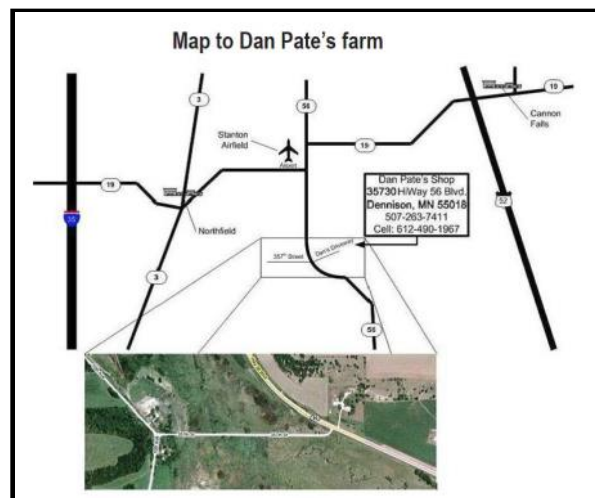 Map to Dan Pate's farm
3
56
19
Cannon
Falls
Stanton
Airfield
Airport
19
19
Dan Pate's Shop
35730 HiWay 56 Blvd.
Dennison, MN 55018
507-263-7411
Cell: 612-490-1967
52
35
Northfield
357th Street
Dan's Driveway
3
56